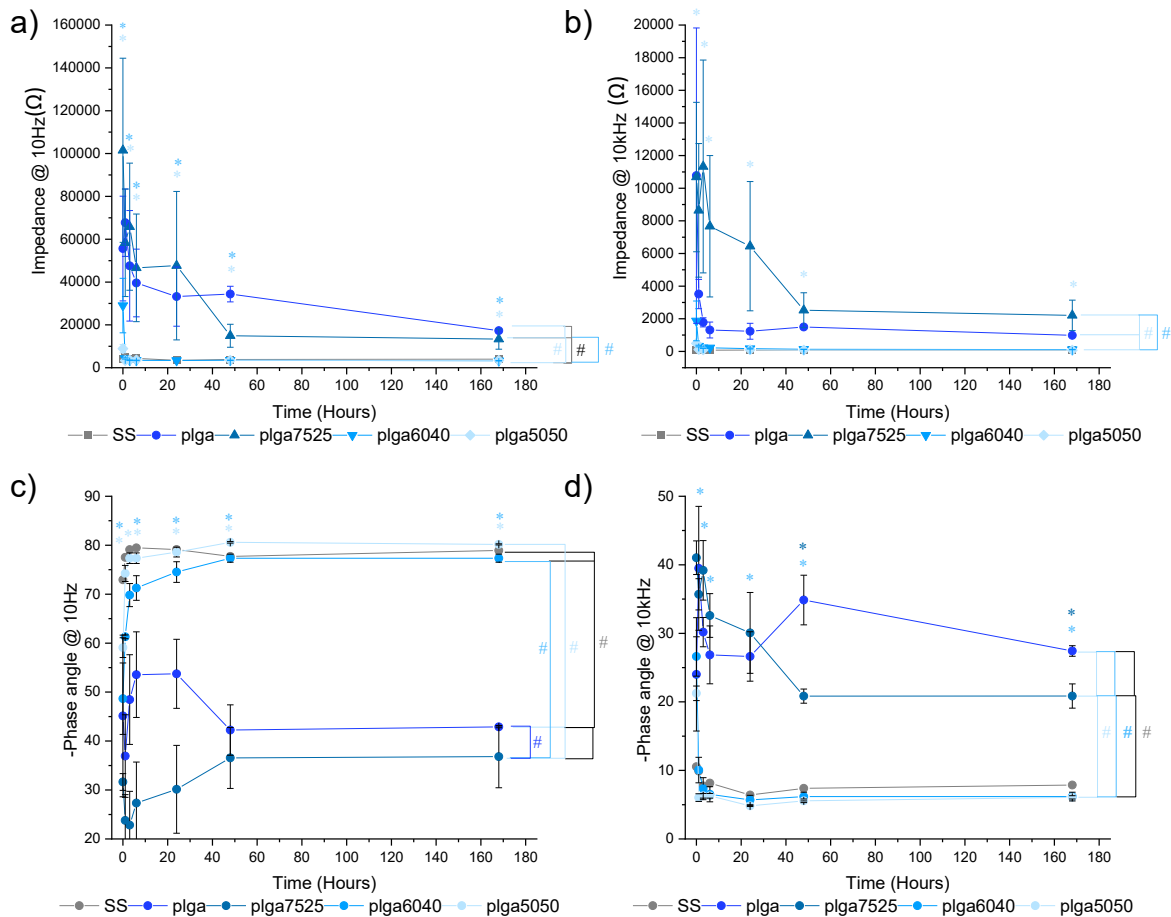 a)
Impedance @ 10Hz(Ω)
160000
140000
120000
100000
80000
60000
40000
20000
0
* * * * * *
* * * * * *
# # #
0 20 40 60 80 100 120 140 160 180
Time (Hours)
SS plga plga7525 plga6040 plga5050
b)
Impedance @ 10kHz (Ω)
20000
18000
16000
14000
12000
10000
8000
6000
4000
2000
0
* * * * * *
# #
0 20 40 60 80 100 120 140 160 180
Time (Hours)
SS plga plga7525 plga6040 plga5050
c)
-Phase angle @ 10Hz
90
80
70
60
50
40
30
20
* * * * *
* * * * * *
# # #
#
0 20 40 60 80 100 120 140 160 180
Time (Hours)
SS plga plga7525 plga6040 plga5050
d)
-Phase angle @ 10kHz
50
40
30
20
10
0
* * * * * *
* *
# # #
0 20 40 60 80 100 120 140 160 180
Time (Hours)
SS plga plga7525 plga6040 plga5050